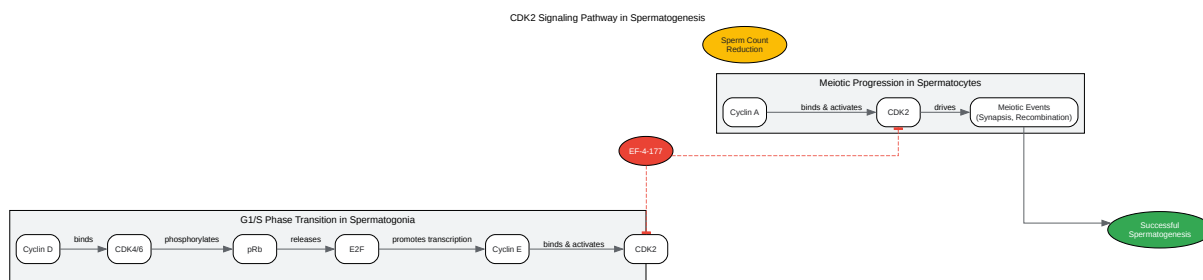 CDK2 Signaling Pathway in Spermatogenesis
Sperm Count
Reduction
Meiotic Progression in Spermatocytes
Cyclin A
binds & activates
CDK2
drives
Meiotic Events
(Synapsis, Recombination)
EF-4-177
G1/S Phase Transition in Spermatogonia
Cyclin D
binds
CDK4/6
phosphorylates
pRb
releases
E2F
promotes transcription
Cyclin E
binds & activates
CDK2
Successful
Spermatogenesis